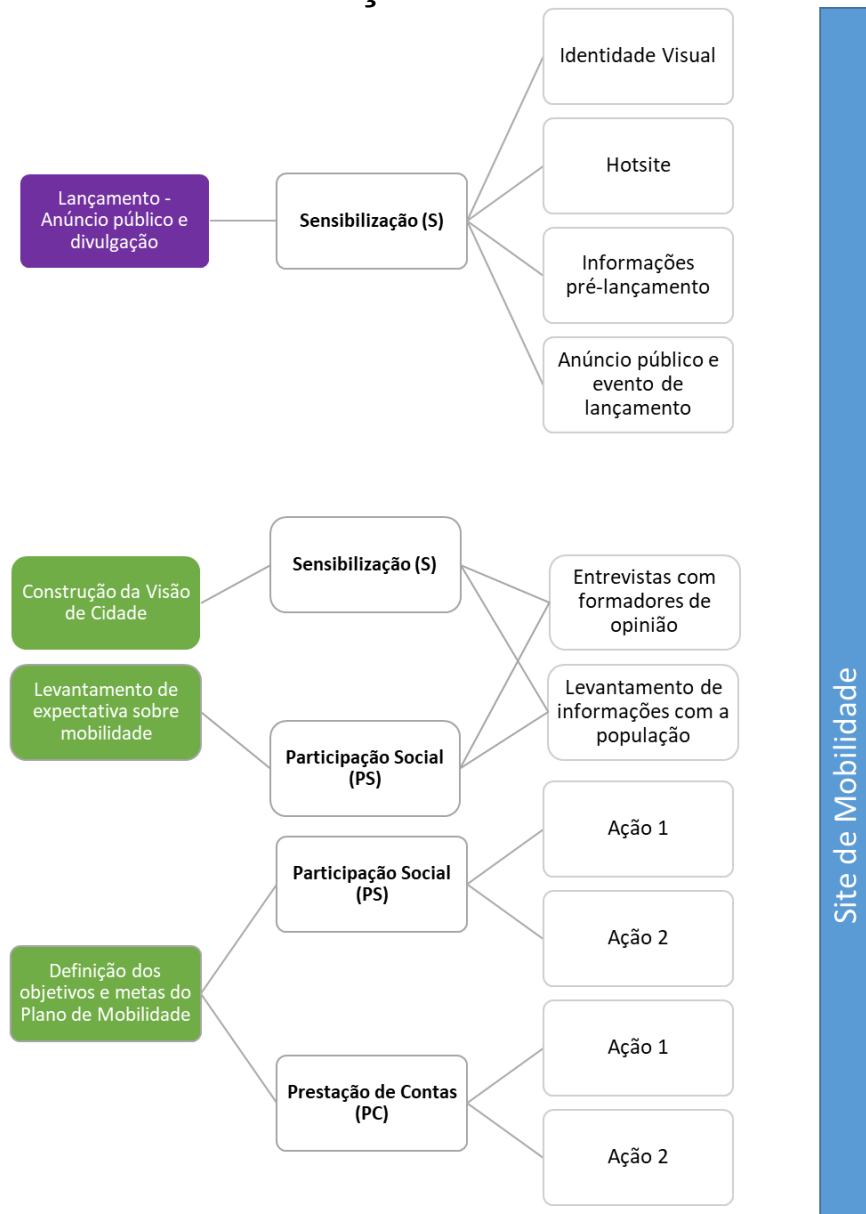 Identidade Visual
Hotsite
Lançamento -
Anúncio público e
divulgação
Sensibilização (S)
Informações
pré-lançamento
Anúncio público e
evento de
lançamento
Construção da Visão
de Cidade
Sensibilização (S)
Entrevistas com
formadores de
opinião
Levantamento de
expectativa sobre
mobilidade
Participação Social
(PS)
Levantamento de
informações com a
população
Participação Social
(PS)
Ação 1
Ação 2
Definição dos
objetivos e metas do
Plano de Mobilidade
Prestação de Contas
(PC)
Ação 1
Ação 2
Site de Mobilidade